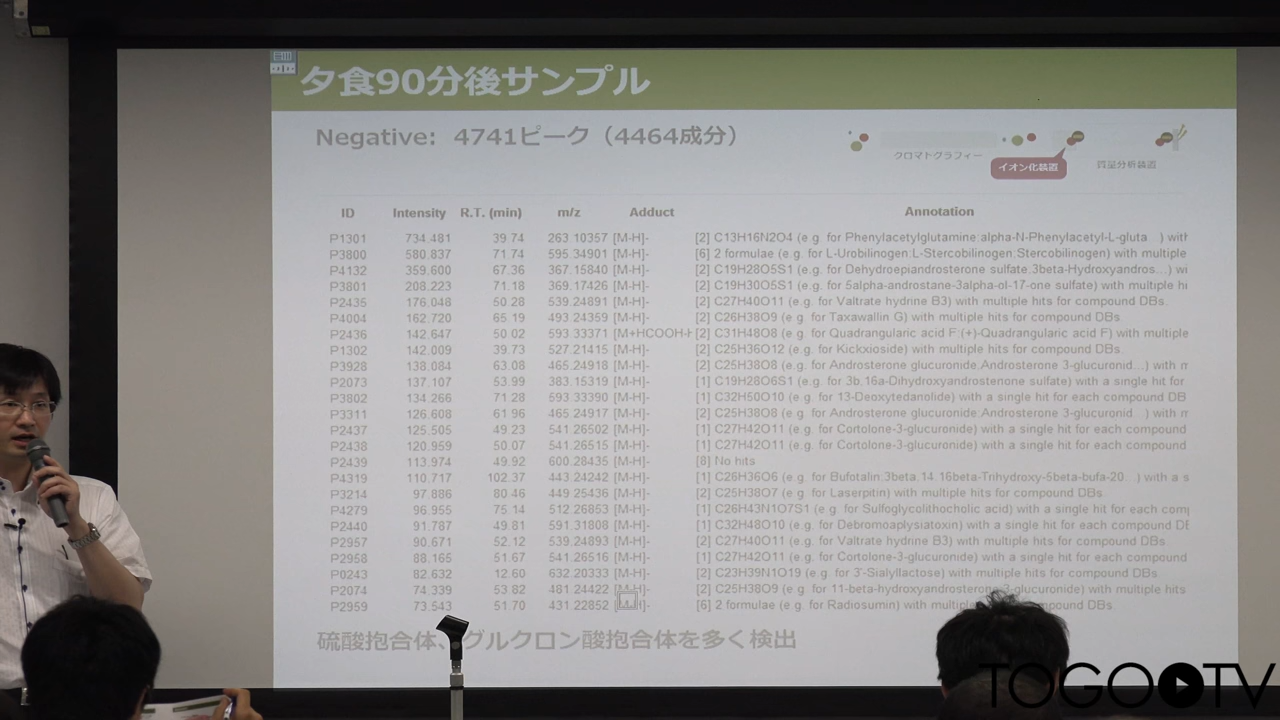 夕食90分後サンプル
Negative: 4741ピーク（4464成分）
クロマトグラフィー
イオン化装置
質量分析装置
ID Intensity R.T. (min) m/z Adduct Annotation
P1301 734.481 39.74 263.10357 [M-H]- [2] C13H16N2O4 (e.g. for Phenylacetylglutamine:alpha-N-Phenylacetyl-L-gluta...) with
P3800 580.837 71.74 595.34901 [M-H]- [6] 2 formulae (e.g. for L-Urobilinogen:L-Stercobilinogen:Stercobilinogen) with multiple
P4132 359.600 67.36 367.15840 [M-H]- [2] C19H28O5S1 (e.g. for Dehydroepiandrosterone sulfate:3beta-Hydroxyandros...) wi
P3801 208.223 71.18 369.17426 [M-H]- [2] C19H30O5S1 (e.g. for 5alpha-androstane-3alpha-ol-17-one sulfate) with multiple hi
P2435 176.048 50.28 539.24891 [M-H]- [2] C27H40O11 (e.g. for Valtrate hydrine B3) with multiple hits for compound DBs.
P4004 162.720 65.19 493.24359 [M-H]- [2] C26H38O9 (e.g. for Taxawallin G) with multiple hits for compound DBs.
P2436 142.647 50.02 593.33371 [M+HCOOH-H [2] C31H48O8 (e.g. for Quadrangularic acid F:(+)-Quadrangularic acid F) with multiple
P1302 142.009 39.73 527.21415 [M-H]- [2] C25H36O12 (e.g. for Kickxioside) with multiple hits for compound DBs.
P3928 138.084 63.08 465.24918 [M-H]- [2] C25H38O8 (e.g. for Androsterone glucuronide:Androsterone 3-glucuronid...) with m
P2073 137.107 53.99 383.15319 [M-H]- [1] C19H28O6S1 (e.g. for 3b,16a-Dihydroxyandrostenone sulfate) with a single hit for
P3802 134.266 71.28 593.33390 [M-H]- [1] C32H50O10 (e.g. for 13-Deoxytedanolide) with a single hit for each compound DB
P3311 126.608 61.96 465.24917 [M-H]- [2] C25H38O8 (e.g. for Androsterone glucuronide:Androsterone 3-glucuronid...) with m
P2437 125.505 49.23 541.26502 [M-H]- [1] C27H42O11 (e.g. for Cortolone-3-glucuronide) with a single hit for each compound
P2438 120.959 50.07 541.26515 [M-H]- [1] C27H42O11 (e.g. for Cortolone-3-glucuronide) with a single hit for each compound
P2439 113.974 49.92 600.28435 [M-H]- [8] No hits
P4319 110.717 102.37 443.24242 [M-H]- [1] C26H36O6 (e.g. for Bufotalin:3beta,14,16beta-Trihydroxy-5beta-bufa-20...) with a s
P3214 97.886 80.46 449.25436 [M-H]- [2] C25H38O7 (e.g. for Laserpitin) with multiple hits for compound DBs.
P4279 96.955 75.14 512.26853 [M-H]- [1] C26H43N1O7S1 (e.g. for Sulfoglycolithocholic acid) with a single hit for each comp
P2440 91.787 49.81 591.31808 [M-H]- [1] C32H48O10 (e.g. for Debromoaplysiatoxin) with a single hit for each compound DB
P2957 90.671 52.12 539.24893 [M-H]- [2] C27H40O11 (e.g. for Valtrate hydrine B3) with multiple hits for compound DBs.
P2958 88.165 51.67 541.26516 [M-H]- [1] C27H42O11 (e.g. for Cortolone-3-glucuronide) with a single hit for each compound
P0243 82.632 12.60 632.20333 [M-H]- [2] C23H39N1O19 (e.g. for 3'-Sialyllactose) with multiple hits for compound DBs.
P2074 74.339 53.82 481.24422 [M-H]- [2] C25H38O9 (e.g. for 11-beta-hydroxyandrosterone-3-glucuronide) with multiple hits
P2959 73.543 51.70 431.22852 H]- [6] 2 formulae (e.g. for Radiosumin) with compound DBs.
硫酸抱合体、グルクロン酸抱合体を多く検出
TOGO TV